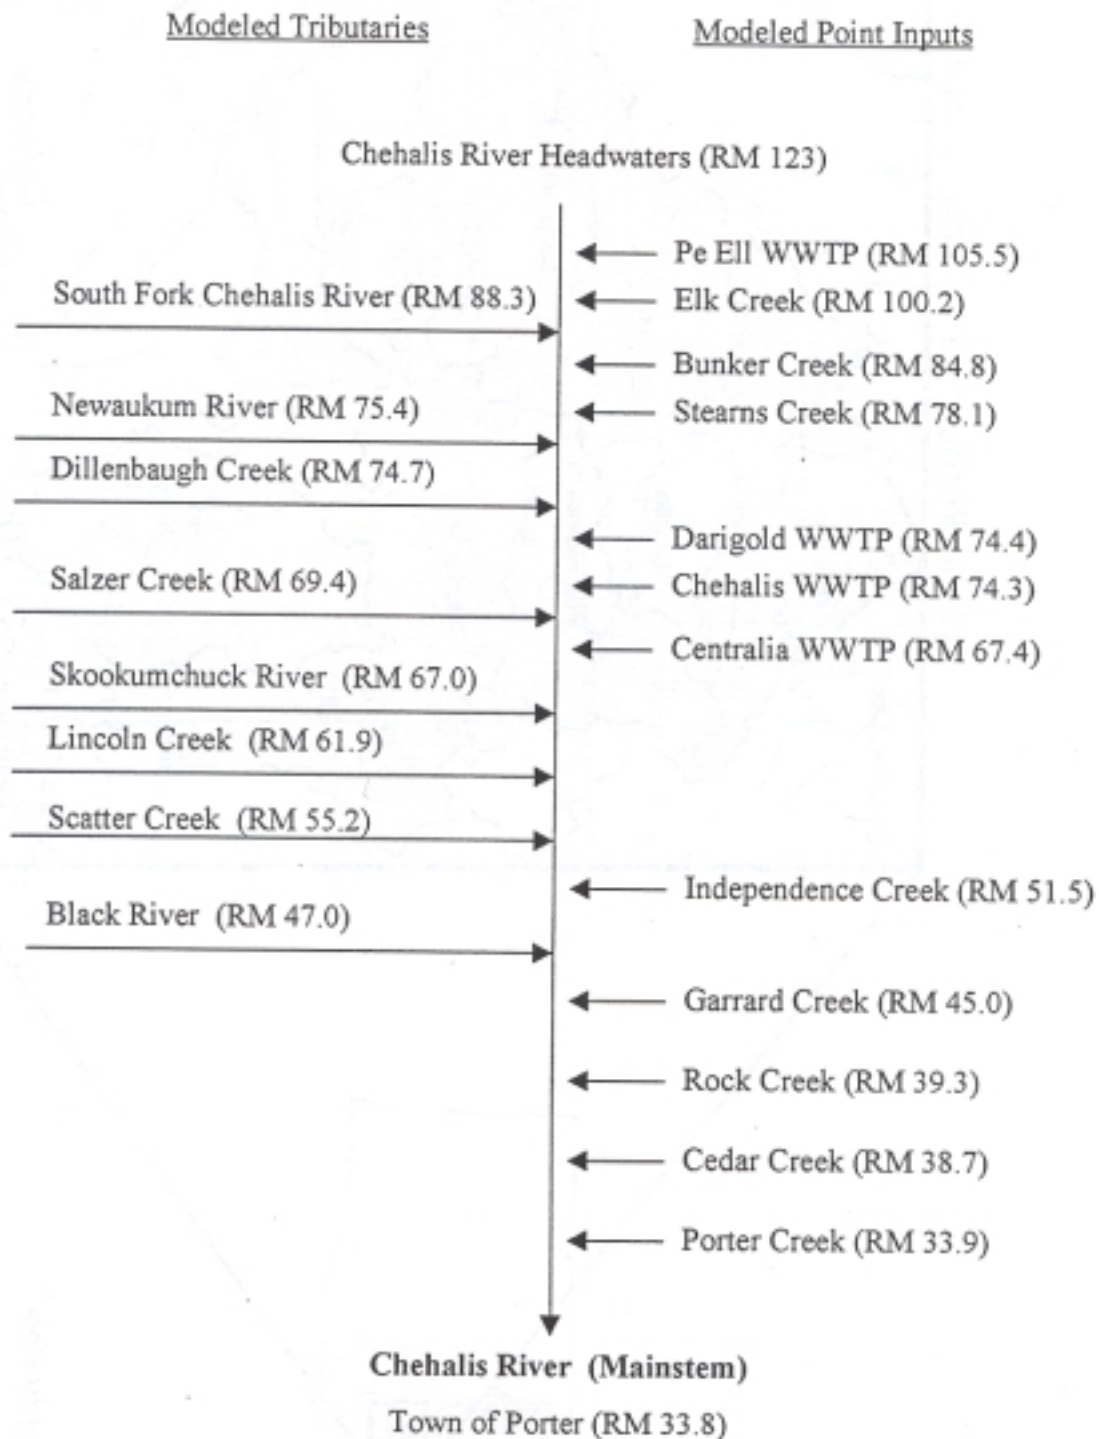 Modeled Tributaries
Modeled Point Inputs
Chehalis River Headwaters (RM 123)
Pe Ell WWTP (RM 105.5)
South Fork Chehalis River (RM 88.3)
Elk Creek (RM 100.2)
Bunker Creek (RM 84.8)
Newaukum River (RM 75.4)
Stearns Creek (RM 78.1)
Dillenbaugh Creek (RM 74.7)
Darigold WWTP (RM 74.4)
Salzer Creek (RM 69.4)
Chehalis WWTP (RM 74.3)
Centralia WWTP (RM 67.4)
Skookumchuck River (RM 67.0)
Lincoln Creek (RM 61.9)
Scatter Creek (RM 55.2)
Independence Creek (RM 51.5)
Black River (RM 47.0)
Garrard Creek (RM 45.0)
Rock Creek (RM 39.3)
Cedar Creek (RM 38.7)
Porter Creek (RM 33.9)
Chehalis River (Mainstem)
Town of Porter (RM 33.8)